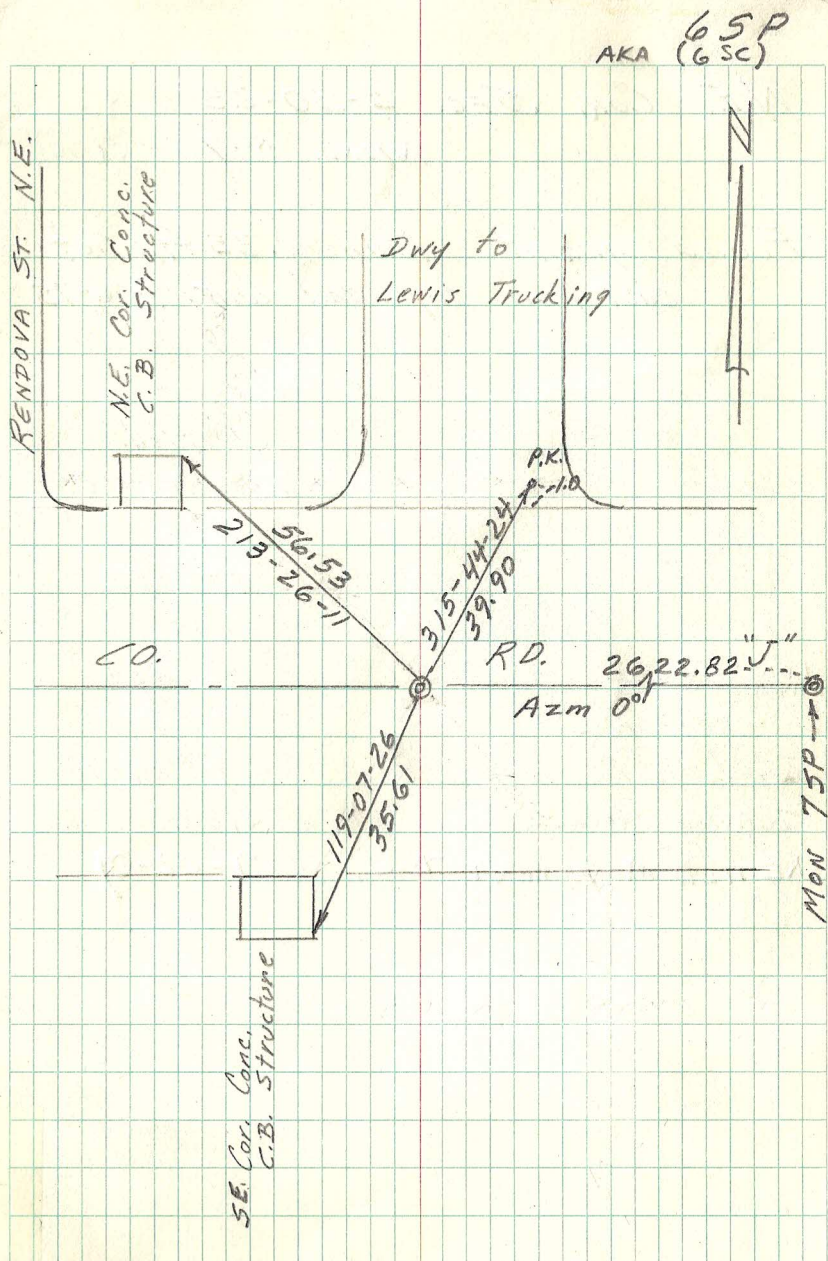 6 SP
AKA (6 SC)
RENDOVA ST. N.E.
N.E. Cor. Conc.
C.B. Structure
Dwy to
Lewis Trucking
N
P.K.
1.0
56.53
213-26-11
315-44-24
39.90
CO.
RD.
2622.82 "J"
Azm 0°
MON 7SP
119-07-26
35.61
SE. Cor. Conc.
C.B. Structure